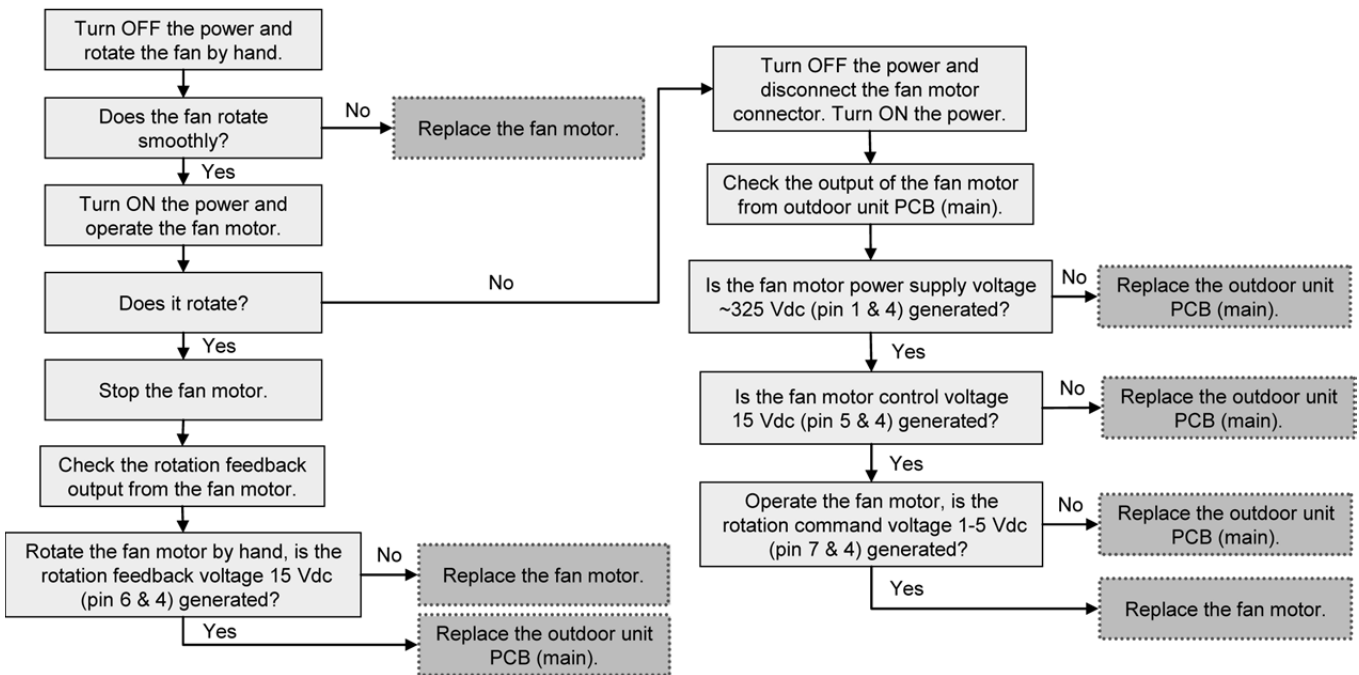 Turn OFF the power and
rotate the fan by hand.
Does the fan rotate
smoothly?
No
Replace the fan motor.
Yes
Turn ON the power and
operate the fan motor.
Does it rotate?
No
Yes
Stop the fan motor.
Check the rotation feedback
output from the fan motor.
Rotate the fan motor by hand, is the
rotation feedback voltage 15 Vdc
(pin 6 & 4) generated?
No
Replace the fan motor.
Yes
Replace the outdoor unit
PCB (main).
Turn OFF the power and
disconnect the fan motor
connector. Turn ON the power.
Check the output of the fan motor
from outdoor unit PCB (main).
Is the fan motor power supply voltage
~325 Vdc (pin 1 & 4) generated?
No
Replace the outdoor unit
PCB (main).
Yes
Is the fan motor control voltage
15 Vdc (pin 5 & 4) generated?
No
Replace the outdoor unit
PCB (main).
Yes
Operate the fan motor, is the
rotation command voltage 1-5 Vdc
(pin 7 & 4) generated?
No
Replace the outdoor unit
PCB (main).
Yes
Replace the fan motor.